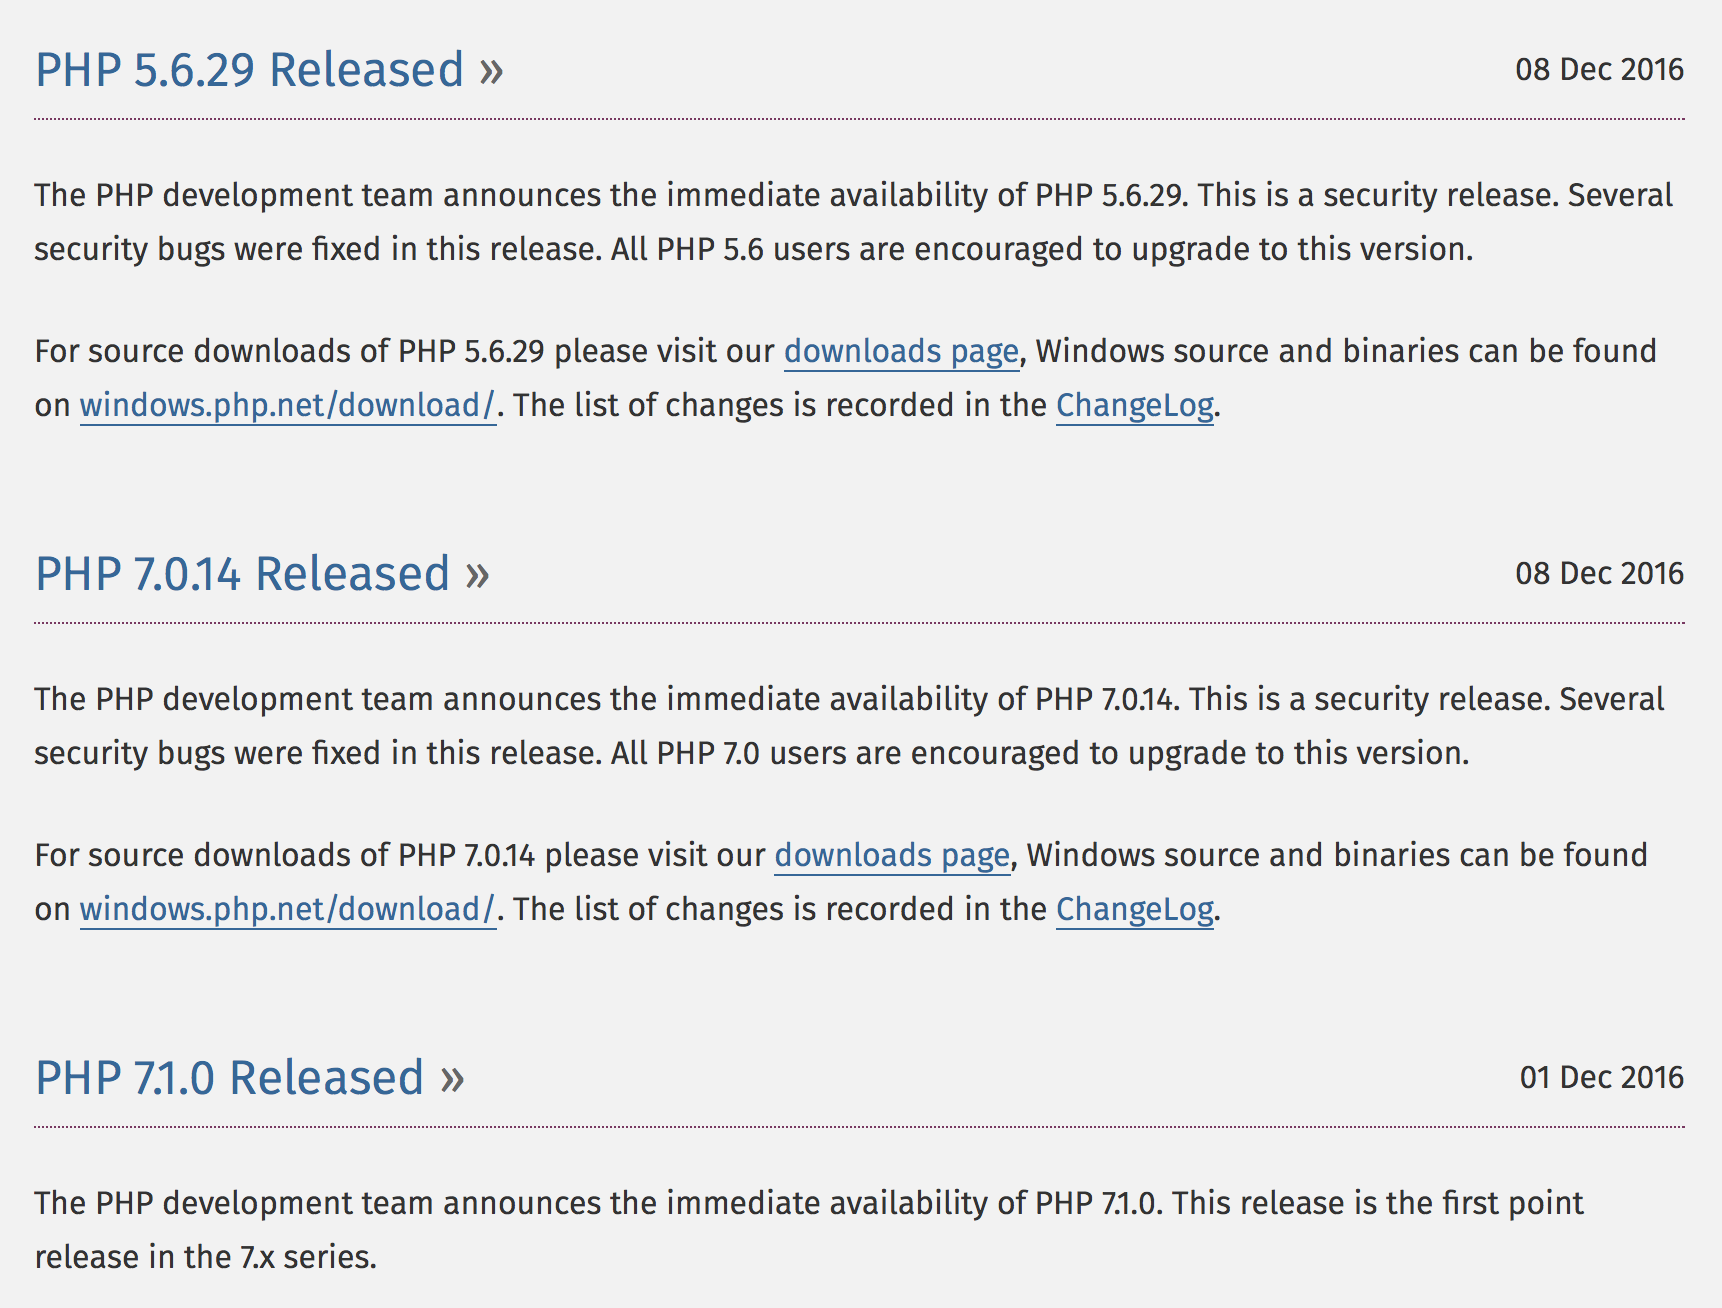 PHP 5.6.29 Released »
08 Dec 2016
The PHP development team announces the immediate availability of PHP 5.6.29. This is a security release. Several
security bugs were fixed in this release. All PHP 5.6 users are encouraged to upgrade to this version.
For source downloads of PHP 5.6.29 please visit our downloads page, Windows source and binaries can be found
on windows.php.net/download/. The list of changes is recorded in the ChangeLog.
PHP 7.0.14 Released »
08 Dec 2016
The PHP development team announces the immediate availability of PHP 7.0.14. This is a security release. Several
security bugs were fixed in this release. All PHP 7.0 users are encouraged to upgrade to this version.
For source downloads of PHP 7.0.14 please visit our downloads page, Windows source and binaries can be found
on windows.php.net/download/. The list of changes is recorded in the ChangeLog.
PHP 7.1.0 Released »
01 Dec 2016
The PHP development team announces the immediate availability of PHP 7.1.0. This release is the first point
release in the 7.x series.